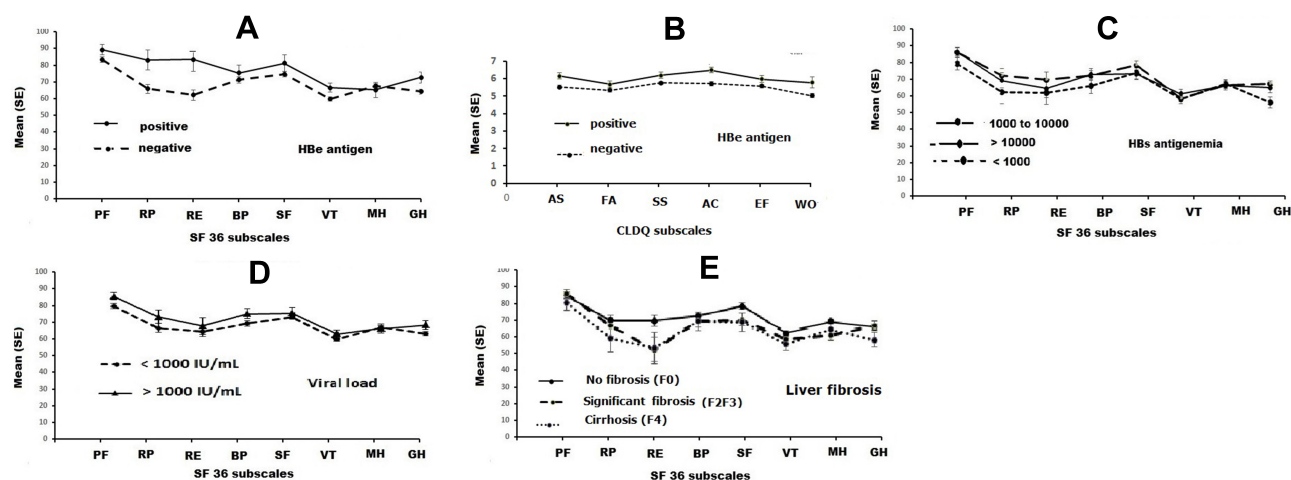 A
100
90
80
70
60
50
40
30
20
10
0
Mean (SE)
positive
negative
HBe antigen
PF RP RE BP SF VT MH GH
SF 36 subscales
B
7
6
5
4
3
2
1
0
Mean (SE)
positive
negative
HBe antigen
0
AS FA SS AC EF WO
CLDQ subscales
C
100
90
80
70
60
50
40
30
20
10
0
Mean (SE)
1000 to 10000
> 10000
< 1000
HBs antigenemia
PF RP RE BP SF VT MH GH
SF 36 subscales
D
100
90
80
70
60
50
40
30
20
10
0
Mean (SE)
< 1000 IU/mL
> 1000 IU/mL
Viral load
PF RP RE BP SF VT MH GH
SF 36 subscales
E
100
90
80
70
60
50
40
30
20
10
0
Mean (SE)
No fibrosis (F0)
Significant fibrosis (F2F3)
Cirrhosis (F4)
Liver fibrosis
PF RP RE BP SF VT MH GH
SF 36 subscales